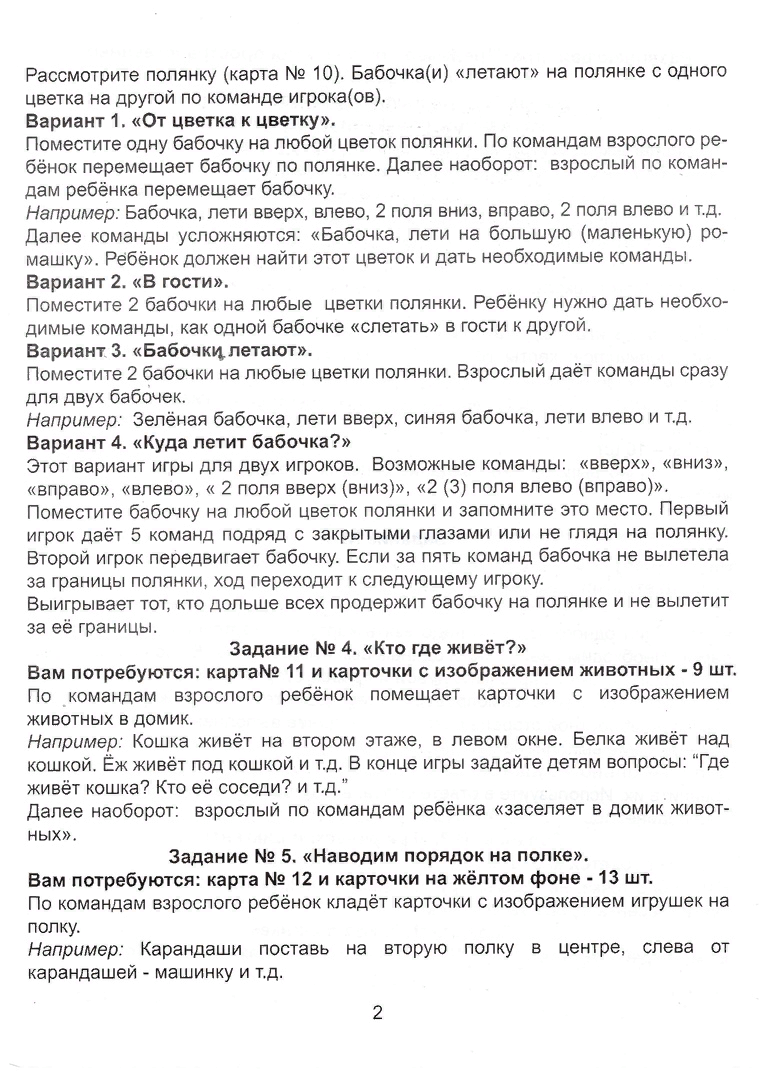 Рассмотрите полянку (карта № 10). Бабочка(и) «летают» на полянке с одного
цветка на другой по команде игрока(ов).
Вариант 1. «От цветка к цветку».
Поместите одну бабочку на любой цветок полянки. По командам взрослого ре-
бёнок перемещает бабочку по полянке. Далее наоборот: взрослый по коман-
дам ребёнка перемещает бабочку.
Например: Бабочка, лети вверх, влево, 2 поля вниз, вправо, 2 поля влево и т.д.
Далее команды усложняются: «Бабочка, лети на большую (маленькую) ро-
машку». Ребёнок должен найти этот цветок и дать необходимые команды.
Вариант 2. «В гости».
Поместите 2 бабочки на любые цветки полянки. Ребёнку нужно дать необхо-
димые команды, как одной бабочке «слетать» в гости к другой.
Вариант 3. «Бабочки летают».
Поместите 2 бабочки на любые цветки полянки. Взрослый даёт команды сразу
для двух бабочек.
Например: Зелёная бабочка, лети вверх, синяя бабочка, лети влево и т.д.
Вариант 4. «Куда летит бабочка?»
Этот вариант игры для двух игроков. Возможные команды: «вверх», «вниз»,
«вправо», «влево», « 2 поля вверх (вниз)», «2 (3) поля влево (вправо)».
Поместите бабочку на любой цветок полянки и запомните это место. Первый
игрок даёт 5 команд подряд с закрытыми глазами или не глядя на полянку.
Второй игрок передвигает бабочку. Если за пять команд бабочка не вылетела
за границы полянки, ход переходит к следующему игроку.
Выигрывает тот, кто дольше всех продержит бабочку на полянке и не вылетит
за её границы.
Задание № 4. «Кто где живёт?»
Вам потребуются: карта№ 11 и карточки с изображением животных - 9 шт.
По командам взрослого ребёнок помещает карточки с изображением
животных в домик.
Например: Кошка живёт на втором этаже, в левом окне. Белка живёт над
кошкой. Ёж живёт под кошкой и т.д. В конце игры задайте детям вопросы: “Где
живёт кошка? Кто её соседи? и т.д.”
Далее наоборот: взрослый по командам ребёнка «заселяет в домик живот-
ных».
Задание № 5. «Наводим порядок на полке».
Вам потребуются: карта № 12 и карточки на жёлтом фоне - 13 шт.
По командам взрослого ребёнок кладёт карточки с изображением игрушек на
полку.
Например: Карандаши поставь на вторую полку в центре, слева от
карандашей - машинку и т.д.
2